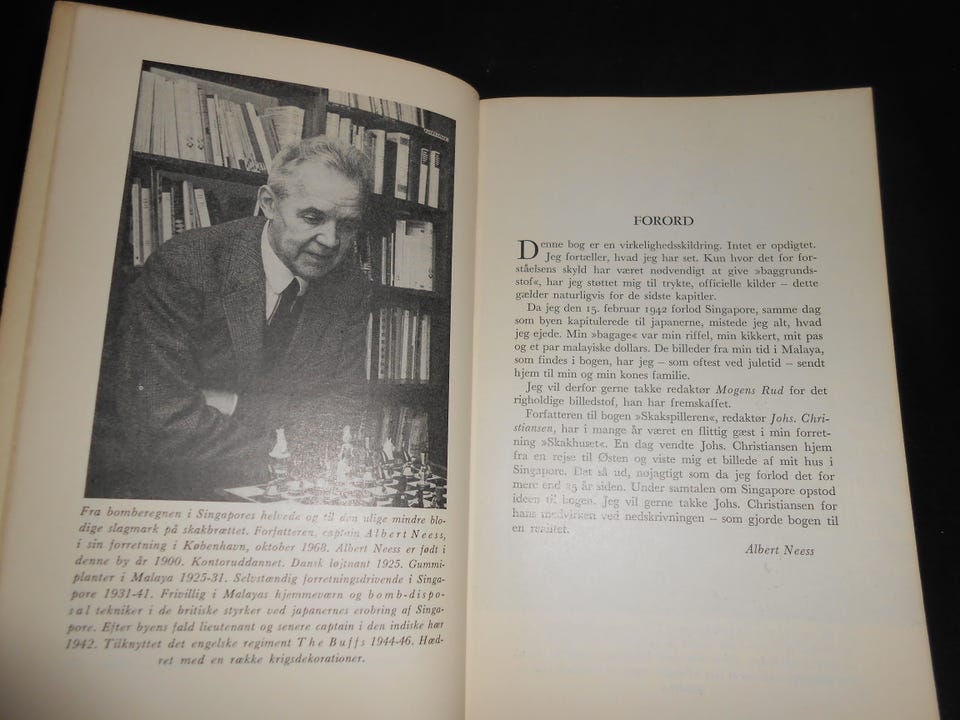 Fra bomberegnen i Singapores helvede og til den ulige mindre blo-
dige slagmark på skakbrættet. Forfatteren, captain Albert Neess,
i sin forretning i København, oktober 1968. Albert Neess er født i
denne by år 1900. Kontoruddannet. Dansk løjtnant 1925. Gummi-
planter i Malaya 1925-31. Selvstændig forretningsdrivende i Singa-
pore 1931-41. Frivillig i Malayas hjemmeværn og bomb-dispo-
sal tekniker i de britiske styrker ved japanernes erobring af Singa-
pore. Efter byens fald lieutenant og senere captain i den indiske hær
1942. Tilknyttet det engelske regiment The Buffs 1944-46. Hæd-
ret med en række krigsdekorationer.
FORORD
Denne bog er en virkelighedsskildring. Intet er opdigtet.
Jeg fortæller, hvad jeg har set. Kun hvor det for for-
ståelsens skyld har været nødvendigt at give »baggrunds-
stof«, har jeg støttet mig til trykte, officielle kilder – dette
gælder naturligvis for de sidste kapitler.
Da jeg den 15. februar 1942 forlod Singapore, samme dag
som byen kapitulerede til japanerne, mistede jeg alt, hvad
jeg ejede. Min »bagage« var min riffel, min kikkert, mit pas
og et par malayiske dollars. De billeder fra min tid i Malaya,
som findes i bogen, har jeg – som oftest ved juletid – sendt
hjem til min og min kones familie.
Jeg vil derfor gerne takke redaktør Mogens Rud for det
righoldige billedstof, han har fremskaffet.
Forfatteren til bogen »Skakspilleren«, redaktør Johs. Chri-
stiansen, har i mange år været en flittig gæst i min forret-
ning »Skakhuset«. En dag vendte Johs. Christiansen hjem
fra en rejse til Østen og viste mig et billede af mit hus i
Singapore. Det så ud, nøjagtigt som da jeg forlod det for
mere end 25 år siden. Under samtalen om Singapore opstod
ideen til bogen. Jeg vil gerne takke Johs. Christiansen for
hans medvirken ved nedskrivningen – som gjorde bogen til
en realitet.
Albert Neess